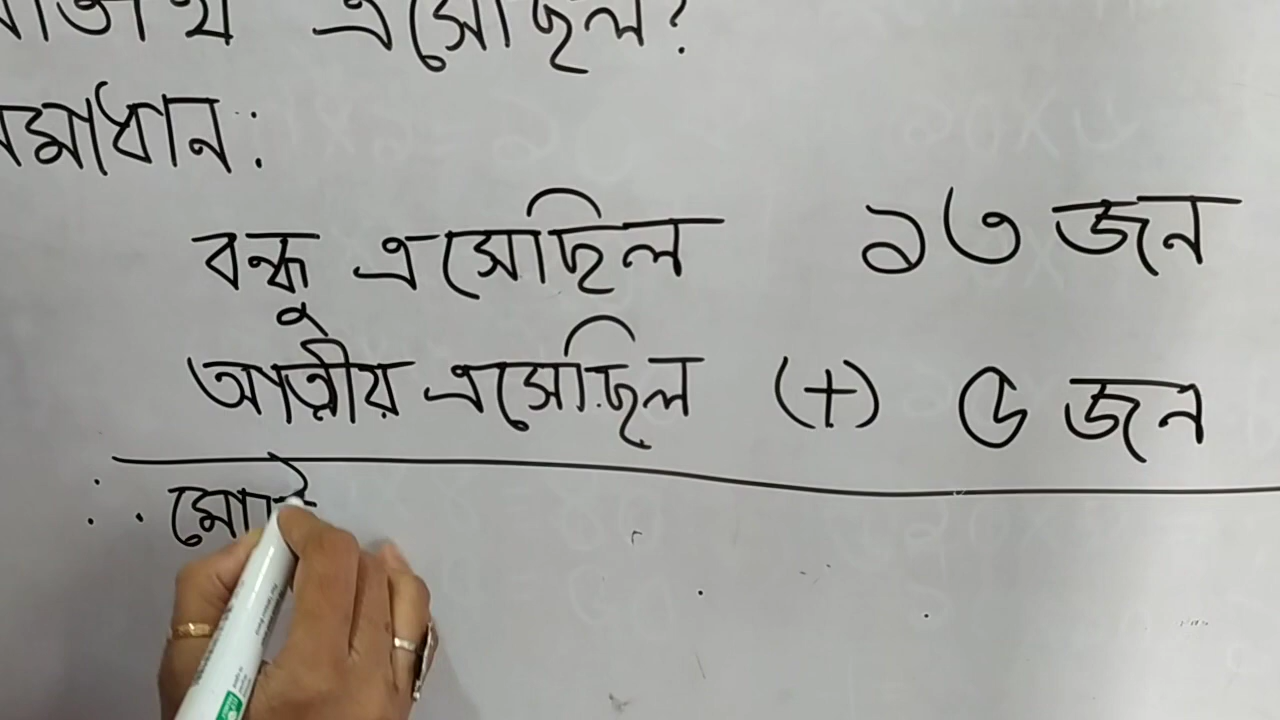 এসেছিল?
সমাধান:
বন্ধু এসেছিল ১৩ জন
আত্নীয় এসেছিল (+) ৬ জন
∴ মোট